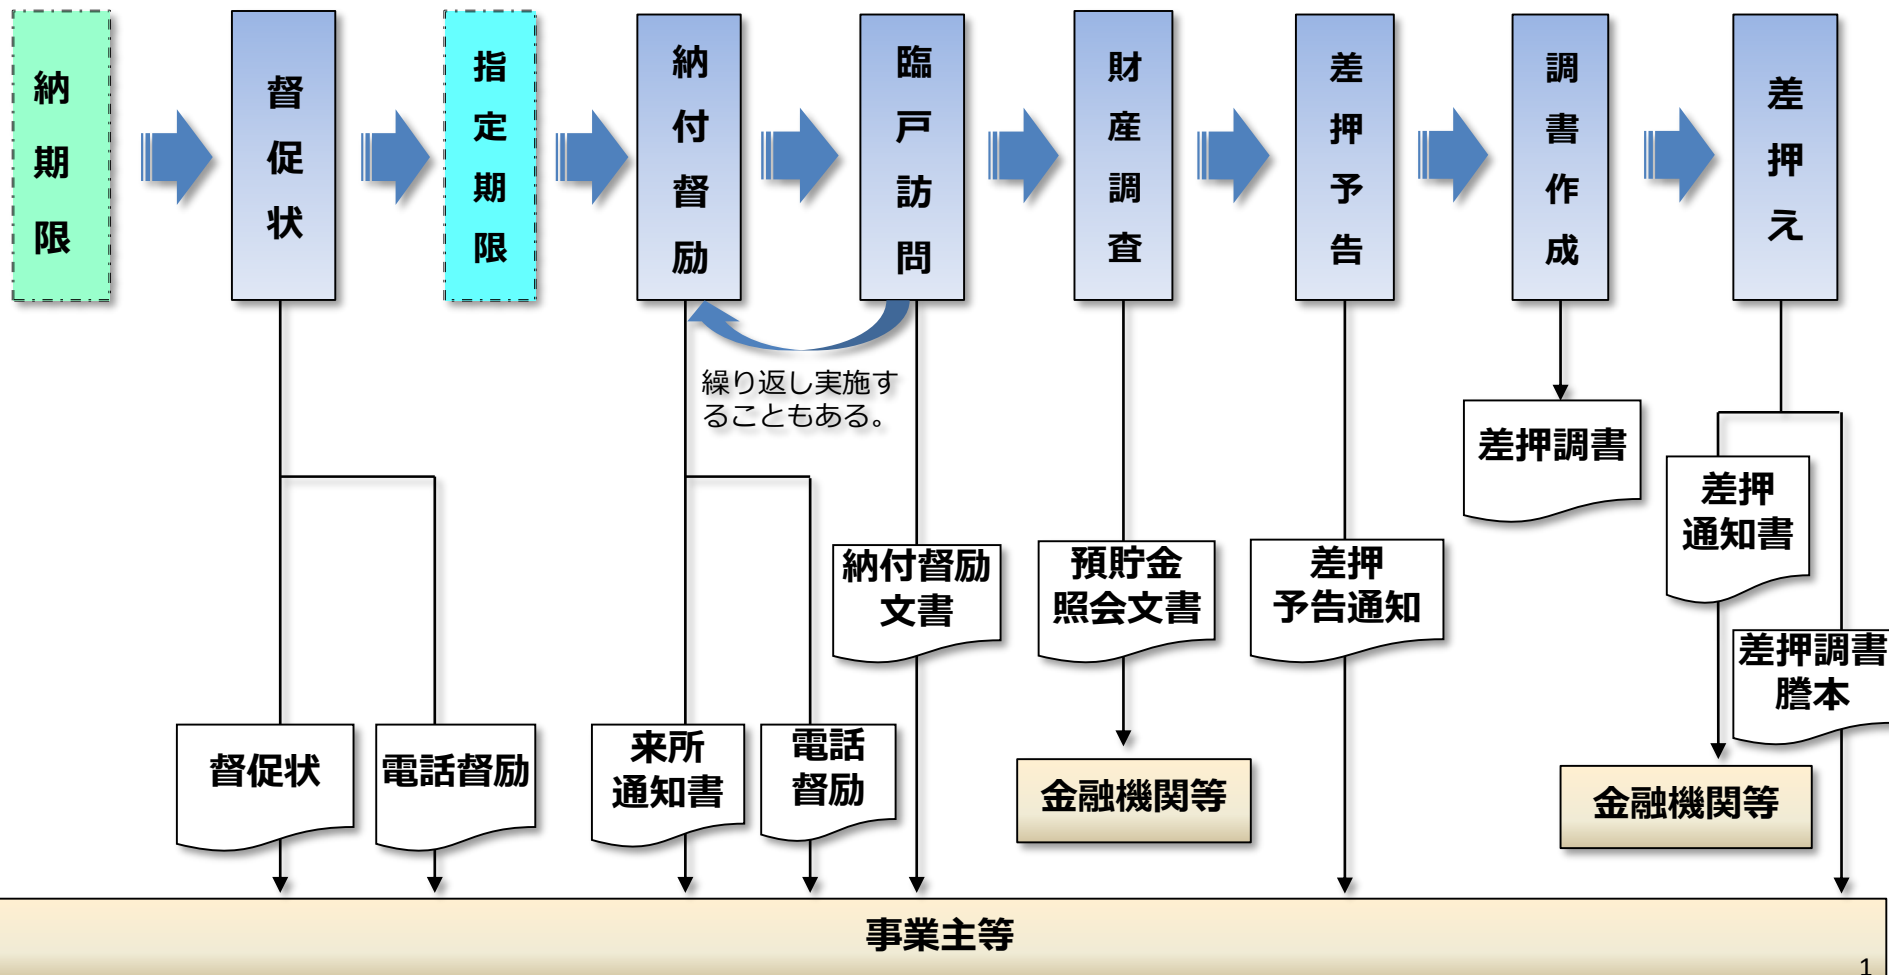 納期限
督促状
指定期限
納付督励
臨戸訪問
財産調査
差押予告
調書作成
差押え
繰り返し実施す
ることもある。
差押調書
差押
通知書
納付督励
文書
預貯金
照会文書
差押
予告通知
差押調書
謄本
督促状
電話督励
来所
通知書
電話
督励
金融機関等
金融機関等
事業主等
1